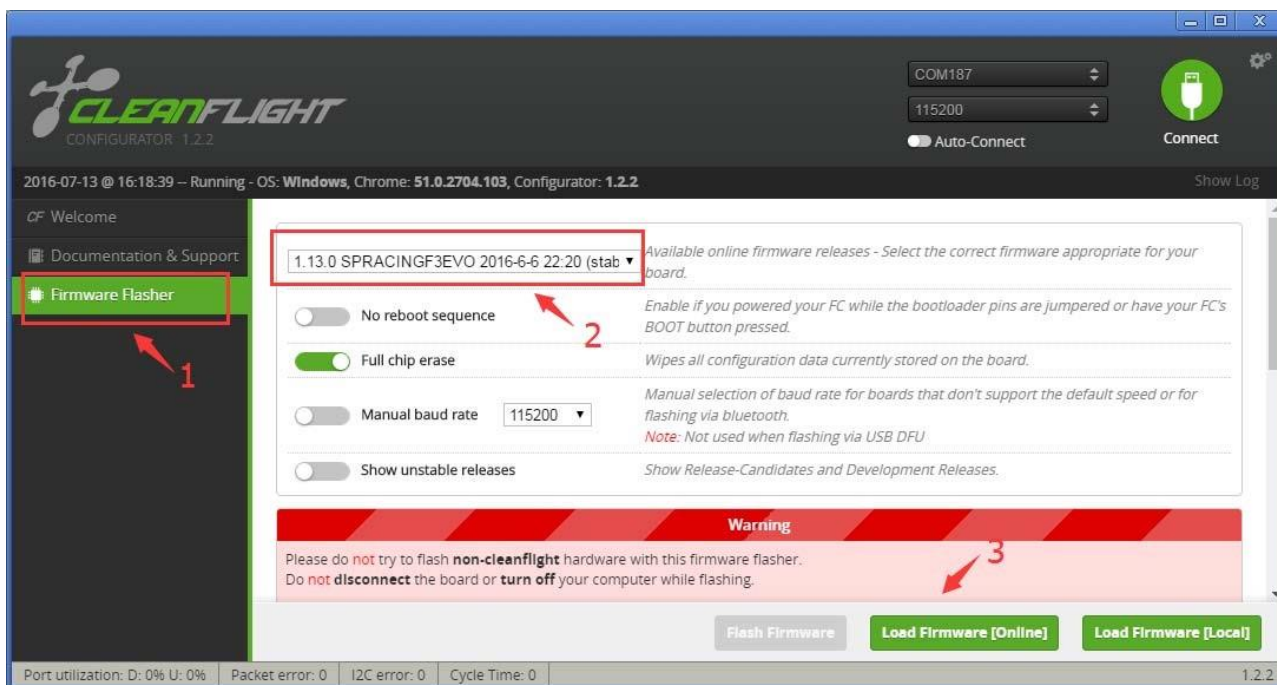 CLEANFLIGHT
CONFIGURATOR 1.2.2
COM187
115200
Auto-Connect
Connect
2016-07-13 @ 16:18:39 -- Running - OS: Windows, Chrome: 51.0.2704.103, Configurator: 1.2.2
Show Log
CF Welcome
Documentation & Support
Firmware Flasher
1
1.13.0 SPRACINGF3EVO 2016-6-6 22:20 (stab
Available online firmware releases - Select the correct firmware appropriate for your
board.
2
No reboot sequence
Enable if you powered your FC while the bootloader pins are jumpered or have your FC's
BOOT button pressed.
Full chip erase
Wipes all configuration data currently stored on the board.
Manual baud rate
115200
Manual selection of baud rate for boards that don't support the default speed or for
flashing via bluetooth.
Note: Not used when flashing via USB DFU
Show unstable releases
Show Release-Candidates and Development Releases.
Warning
Please do not try to flash non-cleanflight hardware with this firmware flasher.
Do not disconnect the board or turn off your computer while flashing.
3
Flash Firmware
Load Firmware [Online]
Load Firmware [Local]
Port utilization: D: 0% U: 0%
Packet error: 0
I2C error: 0
Cycle Time: 0
1.2.2